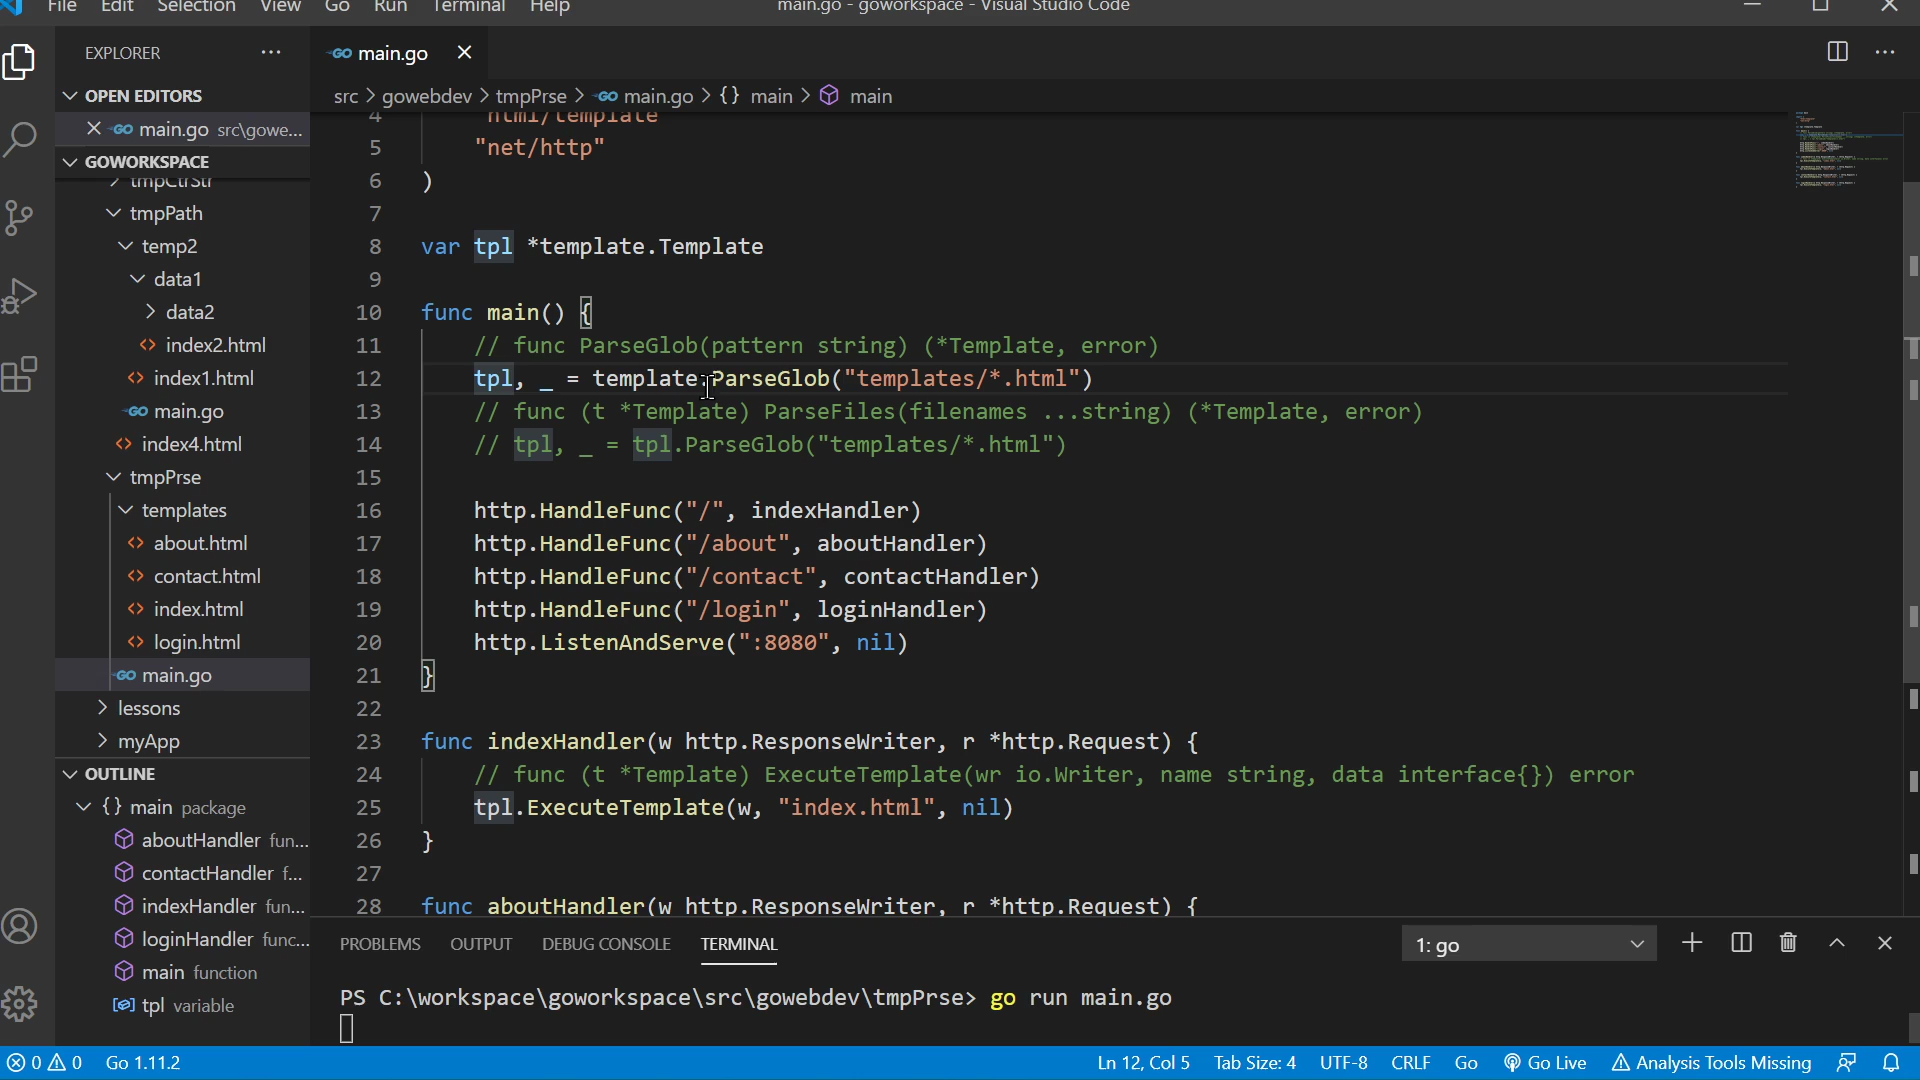 File Edit Selection View Go Run Terminal Help
main.go - goworkspace - Visual Studio Code
EXPLORER
OPEN EDITORS
GO main.go src\gowe...
GOWORKSPACE
tmpCtrStr
tmpPath
temp2
data1
data2
<> index2.html
<> index1.html
GO main.go
<> index4.html
tmpPrse
templates
<> about.html
<> contact.html
<> index.html
<> login.html
GO main.go
lessons
myApp
OUTLINE
{} main package
aboutHandler fun...
contactHandler f...
indexHandler fun...
loginHandler func...
main function
tpl variable
GO main.go
src > gowebdev > tmpPrse > GO main.go > {} main > main
4 "html/template"
5 "net/http"
6 )
7
8 var tpl *template.Template
9
10 func main() {
11 // func ParseGlob(pattern string) (*Template, error)
12 tpl, _ = template.ParseGlob("templates/*.html")
13 // func (t *Template) ParseFiles(filenames ...string) (*Template, error)
14 // tpl, _ = tpl.ParseGlob("templates/*.html")
15
16 http.HandleFunc("/", indexHandler)
17 http.HandleFunc("/about", aboutHandler)
18 http.HandleFunc("/contact", contactHandler)
19 http.HandleFunc("/login", loginHandler)
20 http.ListenAndServe(":8080", nil)
21 }
22
23 func indexHandler(w http.ResponseWriter, r *http.Request) {
24 // func (t *Template) ExecuteTemplate(wr io.Writer, name string, data interface{}) error
25 tpl.ExecuteTemplate(w, "index.html", nil)
26 }
27
28 func aboutHandler(w http.ResponseWriter, r *http.Request) {
PROBLEMS OUTPUT DEBUG CONSOLE TERMINAL
1: go
PS C:\workspace\goworkspace\src\gowebdev\tmpPrse> go run main.go
0 0 Go 1.11.2
Ln 12, Col 5 Tab Size: 4 UTF-8 CRLF Go Go Live Analysis Tools Missing